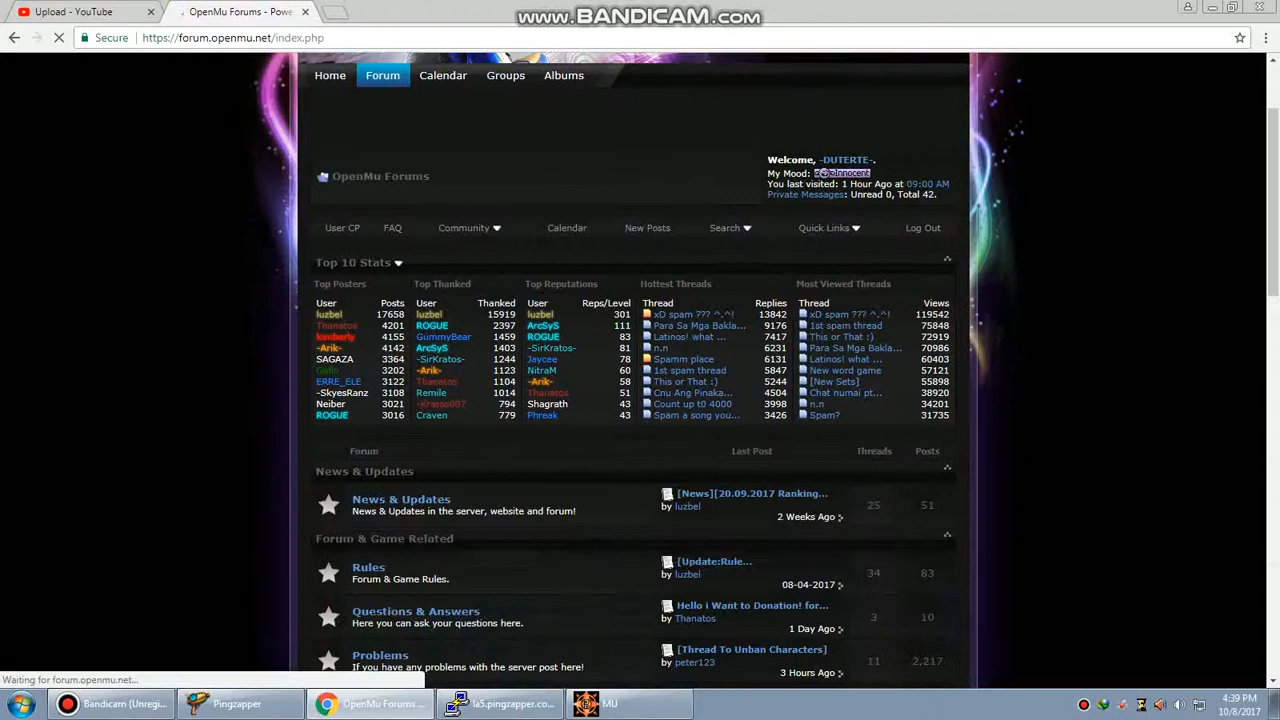 Upload - YouTube
OpenMu Forums - Pow
www.BANDICAM.com
Secure https://forum.openmu.net/index.php
Home Forum Calendar Groups Albums
Welcome, -DUTERTE-.
My Mood: Innocent
OpenMu Forums
You last visited: 1 Hour Ago at 09:00 AM
Private Messages: Unread 0, Total 42.
User CP FAQ Community Calendar New Posts Search Quick Links Log Out
Top 10 Stats
Top Posters Top Thanked Top Reputations Hottest Threads Most Viewed Threads
User Posts User Thanked User Reps/Level Thread Replies Thread Views
luzbel 17658 luzbel 15919 luzbel 301 xD spam ??? ^.^! 13842 xD spam ??? ^.^! 119542
Thanatos 4201 ROGUE 2397 ArcSyS 111 Para Sa Mga Bakla... 9176 1st spam thread 75848
kimberly 4155 GummyBear 1459 ROGUE 83 Latinos! what ... 7417 This or That :) 72919
-Arik- 4142 ArcSyS 1403 -SirKratos- 81 n.n 6231 Para Sa Mga Bakla... 70986
SAGAZA 3364 -SirKratos- 1244 Jaycee 78 Spamm place 6131 Latinos! what ... 60403
3202 -Arik- 1123 NitraM 60 1st spam thread 5847 New word game 57121
ERRE_ELE 3122 Thanatos 1104 -Arik- 58 This or That :) 5244 [New Sets] 55898
-SkyesRanz 3108 Remile 1014 Thanatos 51 Cnu Ang Pinaka... 4504 Chat numai pt... 38920
Neiber 3021 -Kratos007 794 Shagrath 43 Count up t0 4000 3998 n.n 34201
ROGUE 3016 Craven 779 Phreak 43 Spam a song you... 3426 Spam? 31735
Forum Last Post Threads Posts
News & Updates
News & Updates [News][20.09.2017 Ranking... 25 51
News & Updates in the server, website and forum! by luzbel
2 Weeks Ago
Forum & Game Related
Rules [Update:Rule... 34 83
Forum & Game Rules. by luzbel
08-04-2017
Questions & Answers Hello i Want to Donation! for... 3 10
Here you can ask your questions here. by Thanatos
1 Day Ago
Problems [Thread To Unban Characters] 11 2,217
If you have any problems with the server post here! by peter123
3 Hours Ago
Waiting for forum.openmu.net...
Bandicam (Unregi... Pingzapper OpenMu Forums ... la5.pingzapper.co... MU
4:39 PM
10/8/2017